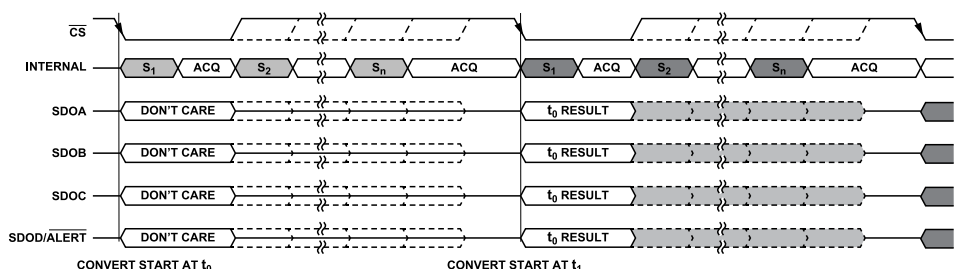 CS
INTERNAL S1 ACQ S2 Sn ACQ S1 ACQ S2 Sn ACQ
SDOA DON'T CARE t0 RESULT
SDOB DON'T CARE t0 RESULT
SDOC DON'T CARE t0 RESULT
SDOD/ALERT DON'T CARE t0 RESULT
CONVERT START AT t0 CONVERT START AT t1